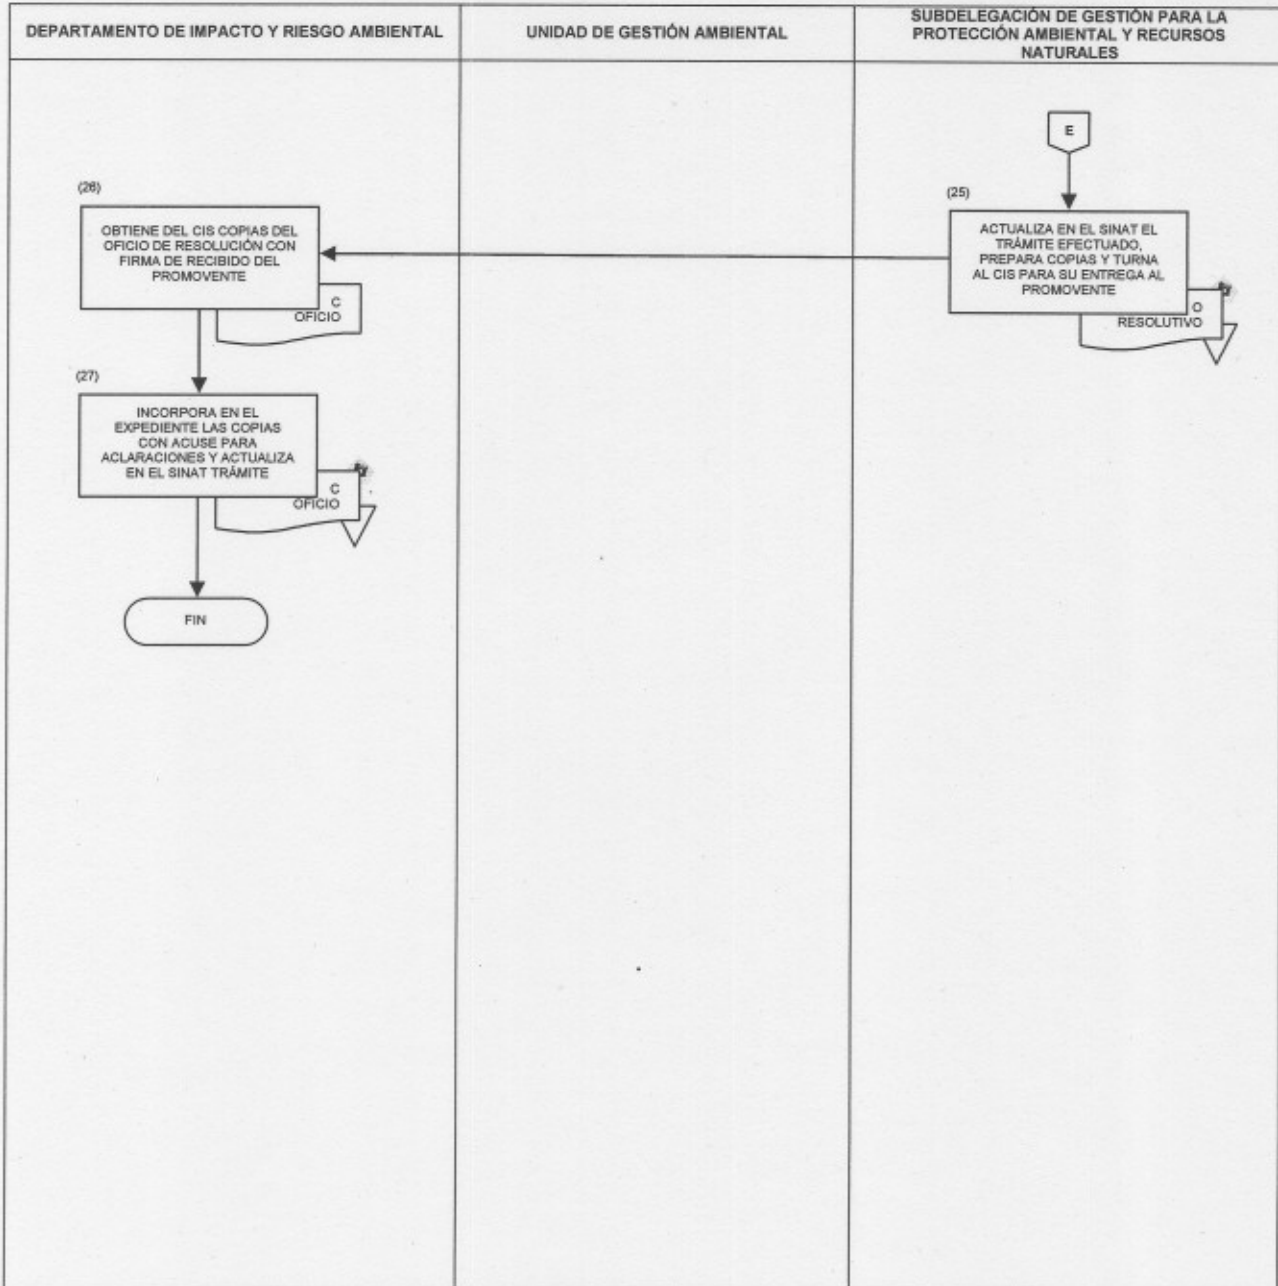 DEPARTAMENTO DE IMPACTO Y RIESGO AMBIENTAL
UNIDAD DE GESTIÓN AMBIENTAL
SUBDELEGACIÓN DE GESTIÓN PARA LA
PROTECCIÓN AMBIENTAL Y RECURSOS
NATURALES
E
(25)
ACTUALIZA EN EL SINAT EL
TRÁMITE EFECTUADO,
PREPARA COPIAS Y TURNA
AL CIS PARA SU ENTREGA AL
PROMOVENTE
O
RESOLUTIVO
(26)
OBTIENE DEL CIS COPIAS DEL
OFICIO DE RESOLUCIÓN CON
FIRMA DE RECIBIDO DEL
PROMOVENTE
C
OFICIO
(27)
INCORPORA EN EL
EXPEDIENTE LAS COPIAS
CON ACUSE PARA
ACLARACIONES Y ACTUALIZA
EN EL SINAT TRÁMITE
C
OFICIO
FIN